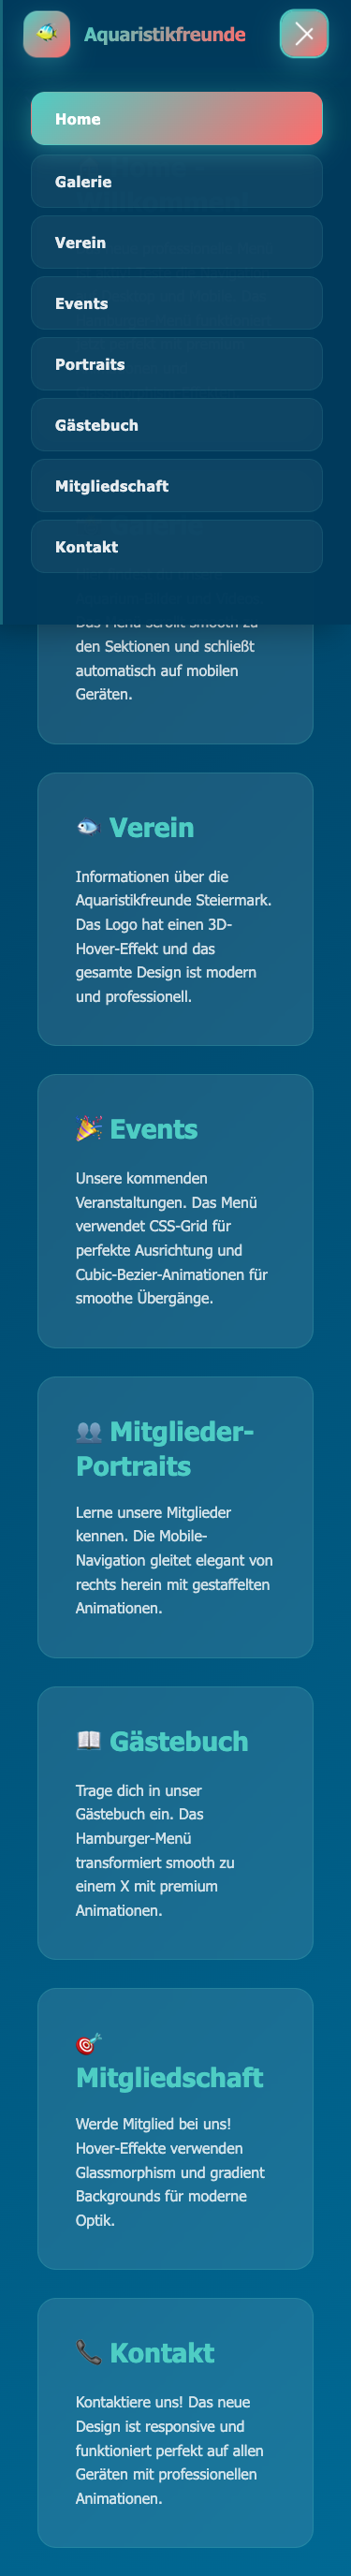 Aquaristikfreunde
Home
Galerie
Verein
Events
Portraits
Gästebuch
Mitgliedschaft
Kontakt
Das Menü scrollt smooth zu
den Sektionen und schließt
automatisch auf mobilen
Geräten.
Verein
Informationen über die
Aquaristikfreunde Steiermark.
Das Logo hat einen 3D-
Hover-Effekt und das
gesamte Design ist modern
und professionell.
Events
Unsere kommenden
Veranstaltungen. Das Menü
verwendet CSS-Grid für
perfekte Ausrichtung und
Cubic-Bezier-Animationen für
smoothe Übergänge.
Mitglieder-
Portraits
Lerne unsere Mitglieder
kennen. Die Mobile-
Navigation gleitet elegant von
rechts herein mit gestaffelten
Animationen.
Gästebuch
Trage dich in unser
Gästebuch ein. Das
Hamburger-Menü
transformiert smooth zu
einem X mit premium
Animationen.
Mitgliedschaft
Werde Mitglied bei uns!
Hover-Effekte verwenden
Glassmorphism und gradient
Backgrounds für moderne
Optik.
Kontakt
Kontaktiere uns! Das neue
Design ist responsive und
funktioniert perfekt auf allen
Geräten mit professionellen
Animationen.